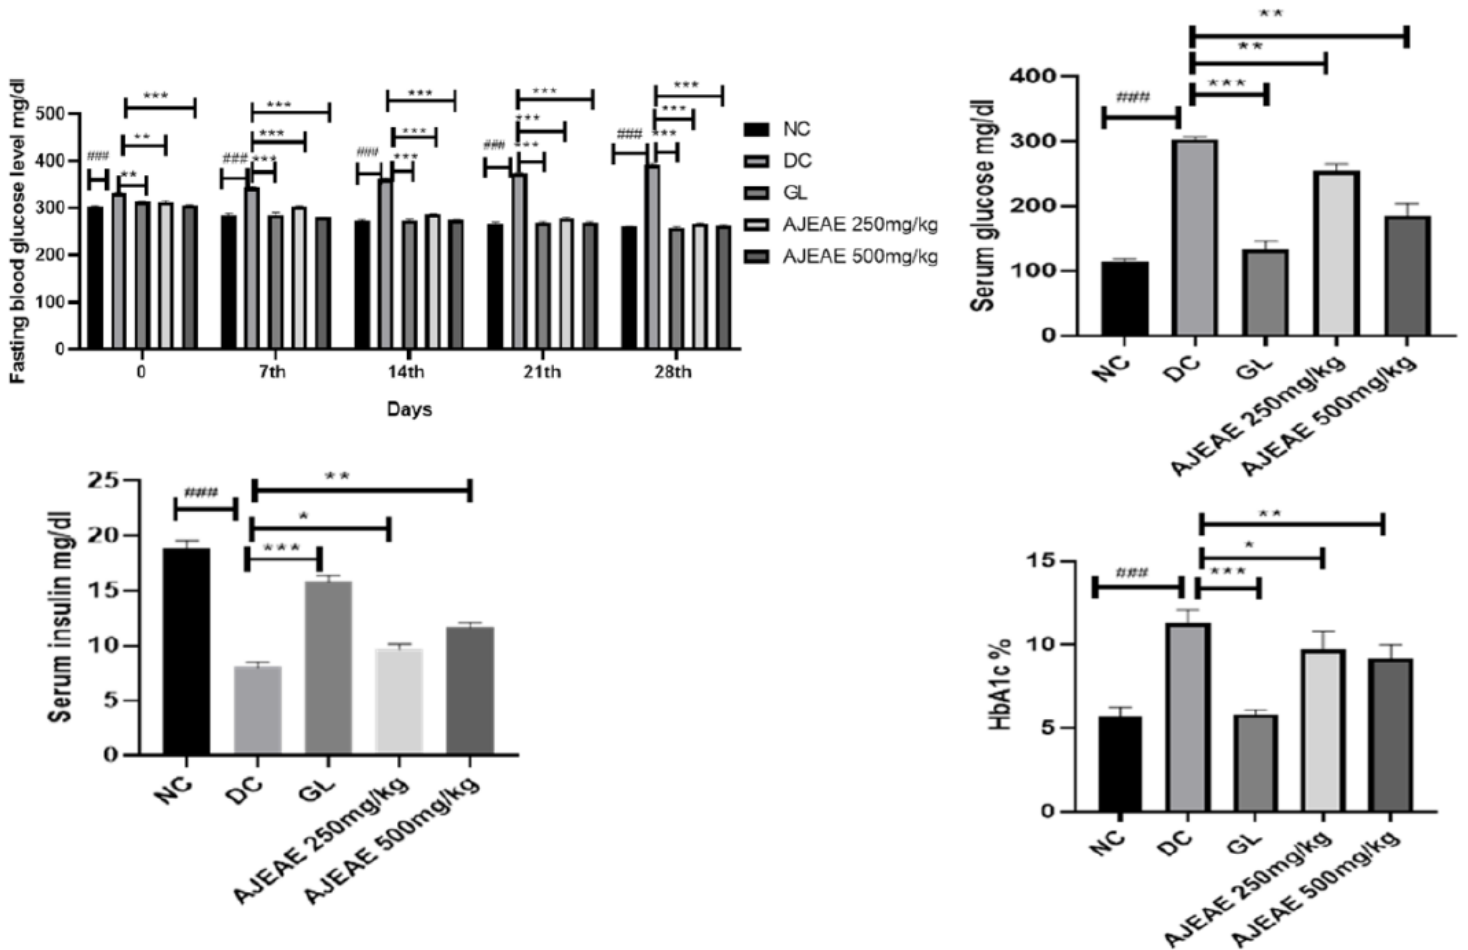 Fasting blood glucose level mg/dl
500
400
300
200
100
0
###
**
**
***
###
***
***
***
###
***
***
***
###
***
***
***
###
***
***
***
0
7th
14th
21th
28th
Days
NC
DC
GL
AJEAE 250mg/kg
AJEAE 500mg/kg
Serum glucose mg/dl
400
300
200
100
0
###
***
**
**
NC
DC
GL
AJEAE 250mg/kg
AJEAE 500mg/kg
Serum insulin mg/dl
25
20
15
10
5
0
###
***
*
**
NC
DC
GL
AJEAE 250mg/kg
AJEAE 500mg/kg
HbA1c %
15
10
5
0
###
***
*
**
NC
DC
GL
AJEAE 250mg/kg
AJEAE 500mg/kg